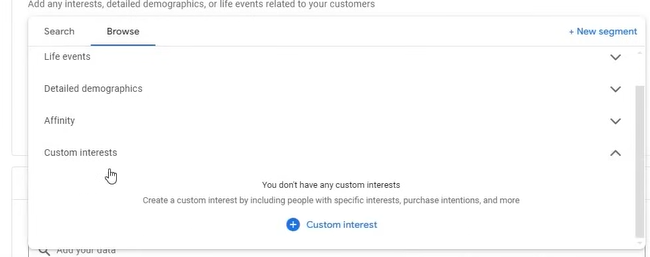 Add any interests, detailed demographics, or life events related to your customers
Search Browse + New segment
Life events
Detailed demographics
Affinity
Custom interests
You don't have any custom interests
Create a custom interest by including people with specific interests, purchase intentions, and more
+ Custom interest
Add your data